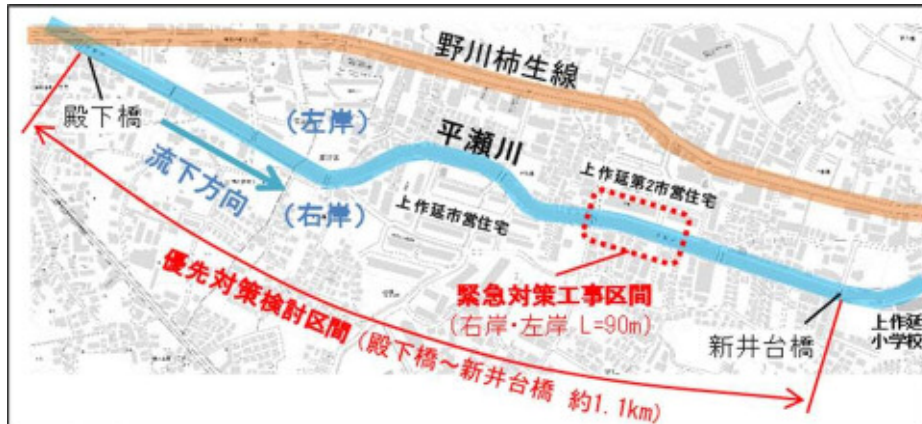 野川柿生線
殿下橋
(左岸)
平瀬川
流下方向
(右岸)
上作延第2市営住宅
上作延市営住宅
優先対策検討区間(殿下橋～新井台橋 約1.1km)
緊急対策工事区間
(右岸・左岸 L=90m)
新井台橋
上作延
小学校